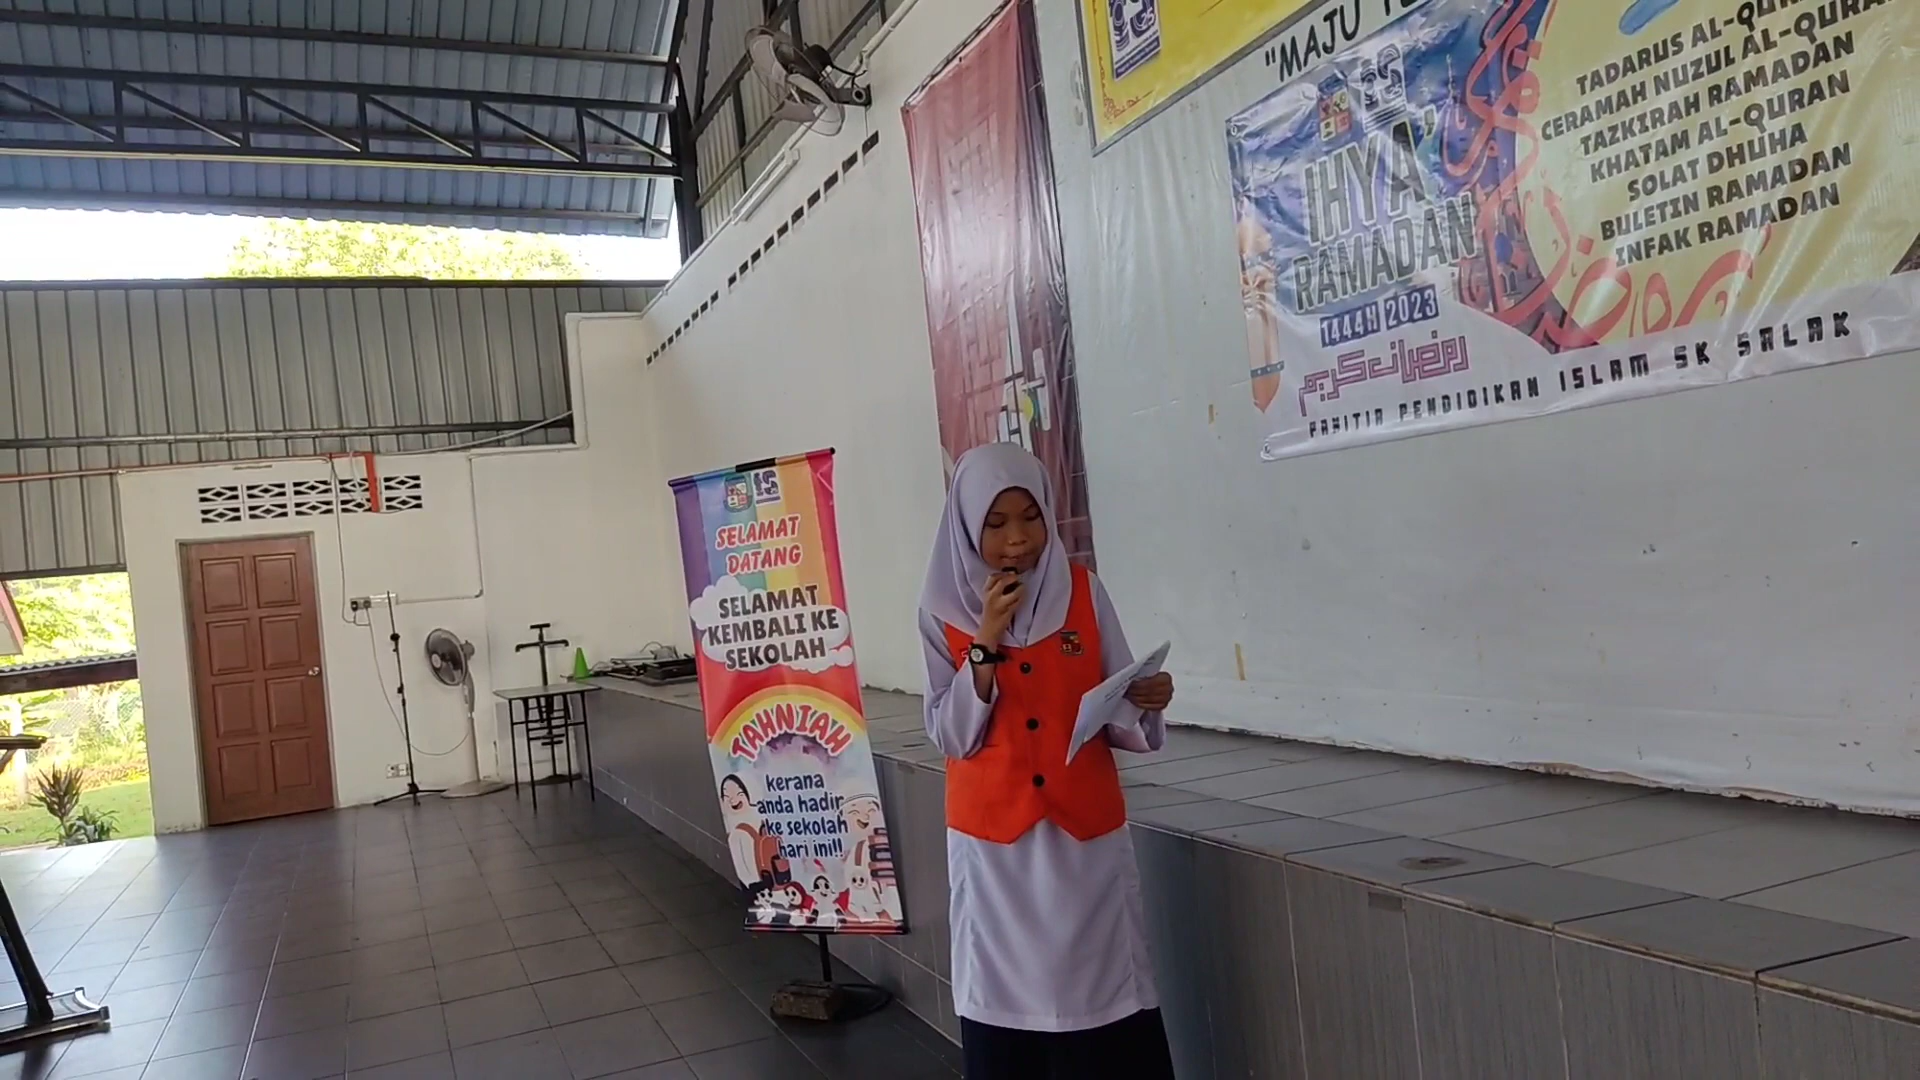 "MAJU
TADARUS AL-QURAN
CERAMAH NUZUL AL-QURAN
TAZKIRAH RAMADAN
KHATAM AL-QURAN
SOLAT DHUHA
BULETIN RAMADAN
INFAK RAMADAN
IHYA'
RAMADAN
1444H 2023
رمضان كريم
PANITIA PENDIDIKAN ISLAM SK SALAK
SELAMAT
DATANG
SELAMAT
KEMBALI KE
SEKOLAH
TAHNIAH
kerana
anda hadir
ke sekolah
hari ini!!